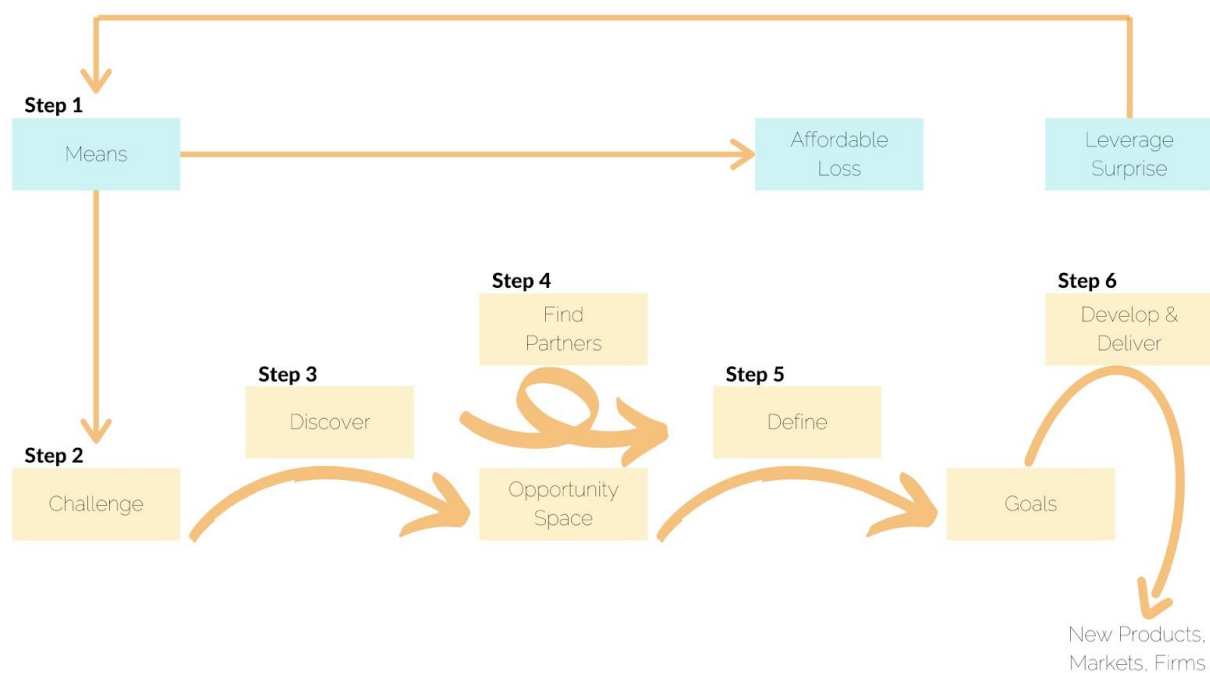 Step 1
Means
Affordable
Loss
Leverage
Surprise
Step 4
Find
Partners
Step 6
Develop &
Deliver
Step 3
Discover
Step 5
Define
Step 2
Challenge
Opportunity
Space
Goals
New Products,
Markets, Firms